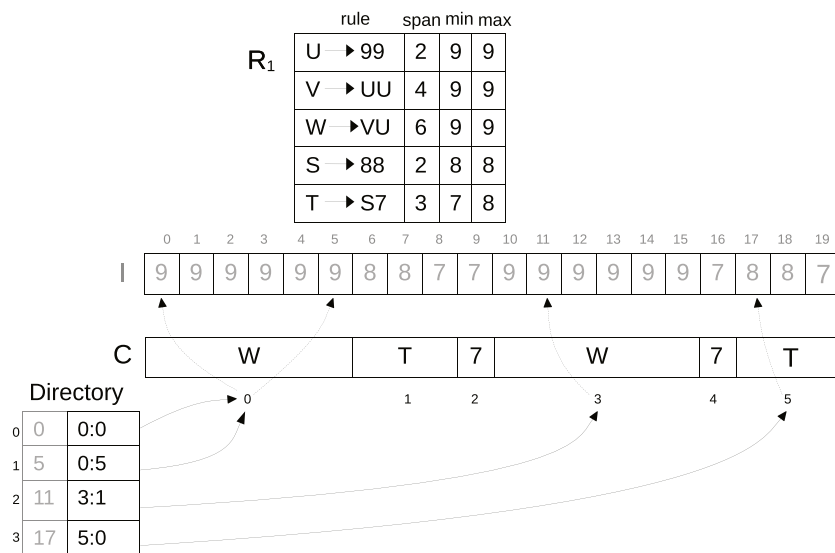 rule span min max
R1
U → 99 2 9 9
V → UU 4 9 9
W → VU 6 9 9
S → 88 2 8 8
T → S7 3 7 8
0 1 2 3 4 5 6 7 8 9 10 11 12 13 14 15 16 17 18 19
I 9 9 9 9 9 9 8 8 7 7 9 9 9 9 9 9 7 8 8 7
C W T 7 W 7 T
Directory
0 1 2 3 4 5
0 0 0:0
1 5 0:5
2 11 3:1
3 17 5:0